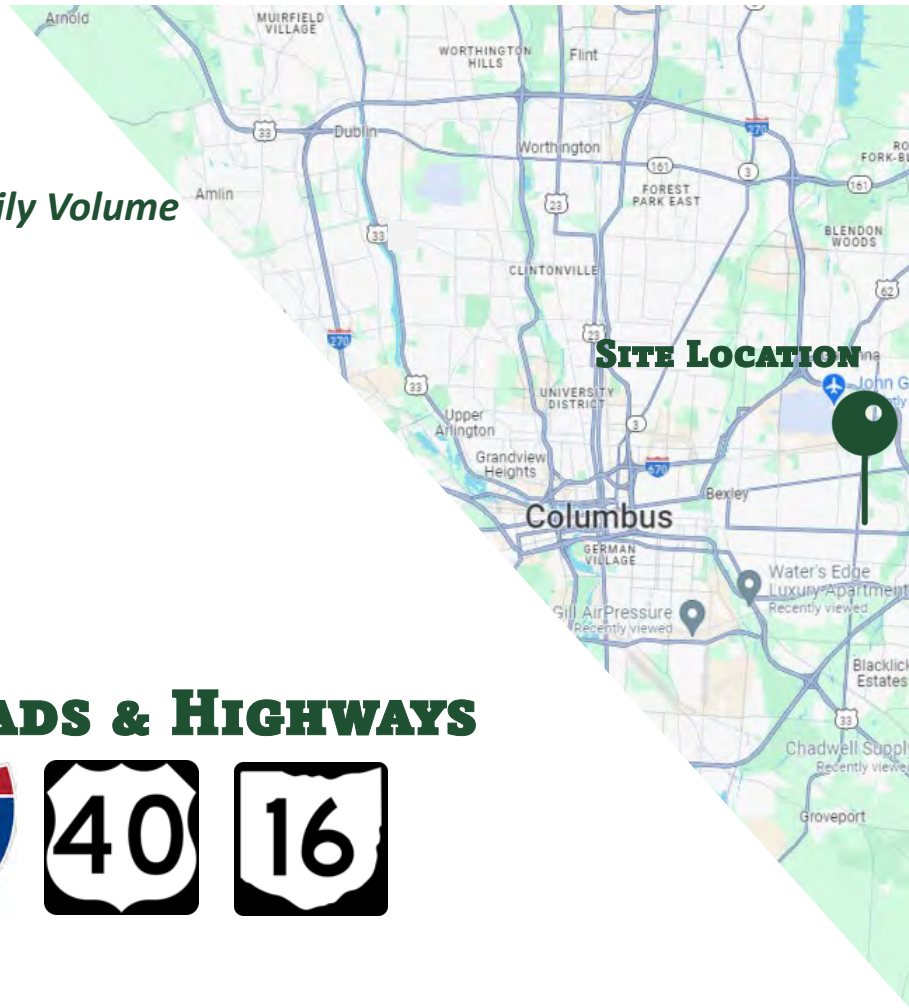 Arnold
MUIRFIELD
VILLAGE
WORTHINGTON
HILLS
Flint
33
Dublin
270
Worthington
161
3
FOREST
PARK EAST
161
Amlin
23
ily Volume
33
BLENDON
WOODS
CLINTONVILLE
62
270
23
SITE LOCATION
33
UNIVERSITY
DISTRICT
John G
Upper
Arlington
3
Grandview
Heights
670
Bexley
Columbus
GERMAN
VILLAGE
Water's Edge
Luxury Apartment
Recently viewed
Gill AirPressure
Recently viewed
Blacklick
Estates
ADS & HIGHWAYS
33
Chadwell Supply
Recently viewe
Groveport
40
16